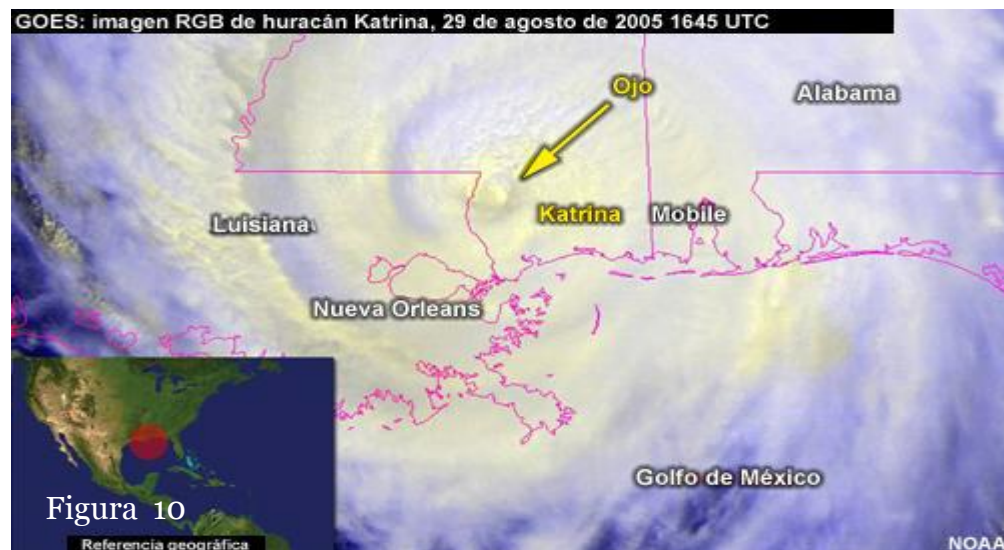 GOES: imagen RGB de huracán Katrina, 29 de agosto de 2005 1645 UTC
Ojo
Alabama
Katrina
Mobile
Luisiana
Nueva Orleans
Golfo de México
Figura 10
Referencia geográfica
NOAA